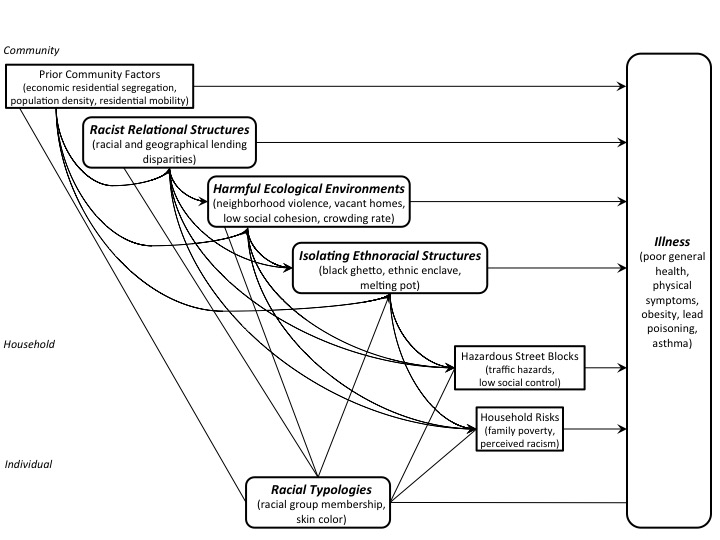 Community
Prior Community Factors
(economic residential segregation,
population density, residential mobility)
Racist Relational Structures
(racial and geographical lending
disparities)
Harmful Ecological Environments
(neighborhood violence, vacant homes,
low social cohesion, crowding rate)
Isolating Ethnoracial Structures
(black ghetto, ethnic enclave,
melting pot)
Illness
(poor general
health,
physical
symptoms,
obesity, lead
poisoning,
asthma)
Household
Hazardous Street Blocks
(traffic hazards,
low social control)
Household Risks
(family poverty,
perceived racism)
Individual
Racial Typologies
(racial group membership,
skin color)